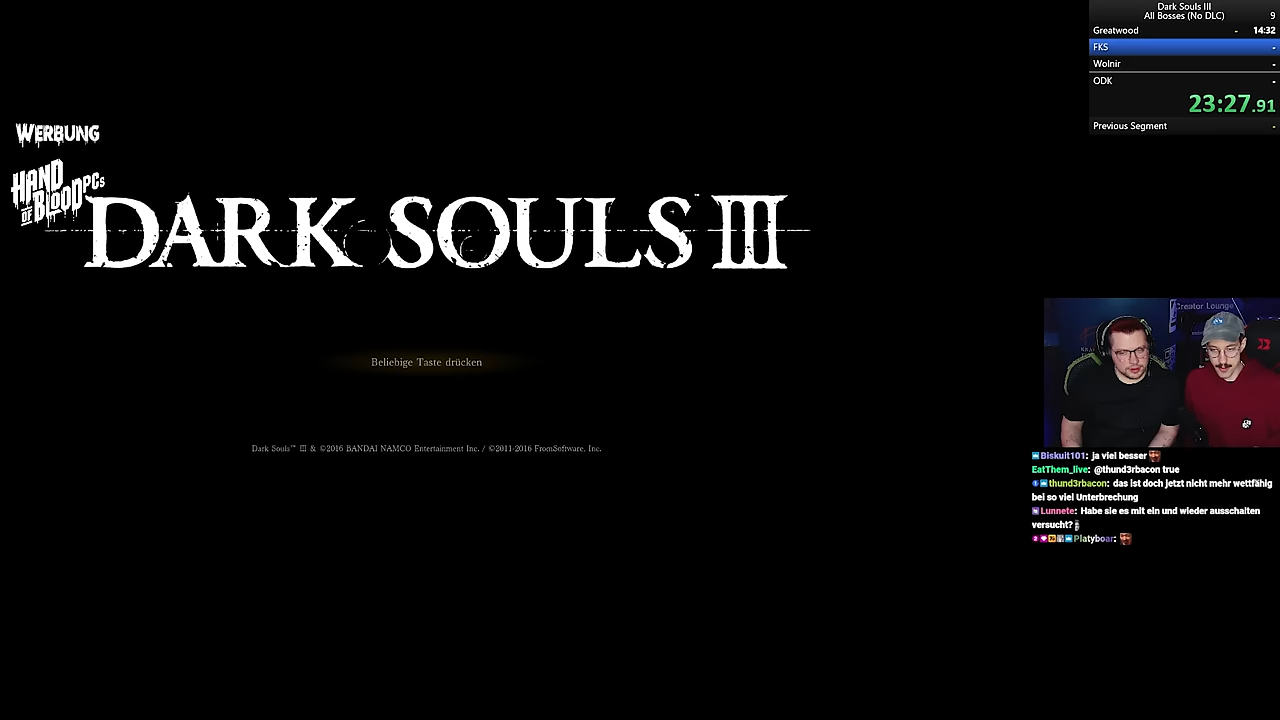 Dark Souls III
All Bosses (No DLC) 9
Greatwood - 14:32
FKS -
Wolnir -
ODK -
23:27.91
Previous Segment -
WERBUNG
HAND OF BLOOD PCs
DARK SOULS III
Beliebige Taste drücken
Dark Souls™ III & ©2016 BANDAI NAMCO Entertainment Inc. / ©2011-2016 FromSoftware, Inc.
Creator Lounge
Biskuit101: ja viel besser
EatThem_live: @thund3rbacon true
thund3rbacon: das ist doch jetzt nicht mehr wettfähig
bei so viel Unterbrechung
Lunnete: Habe sie es mit ein und wieder ausschalten
versucht?
Platyboar: